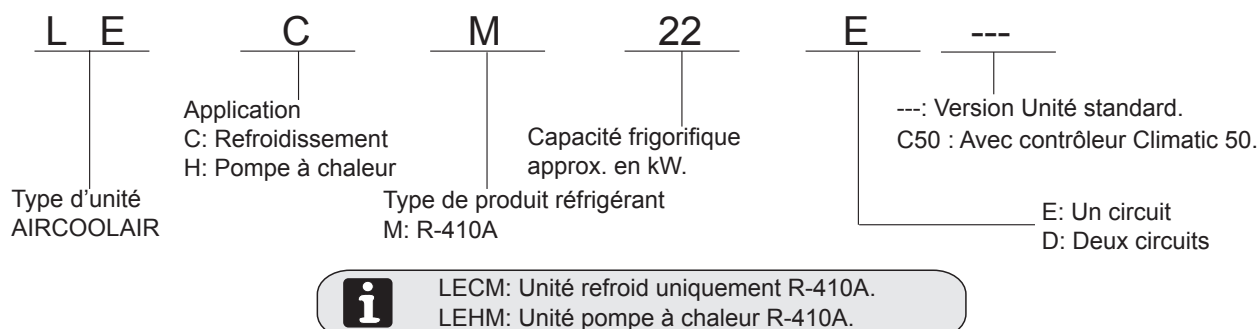 L E C M 22 E ---
Application
C: Refroidissement
H: Pompe à chaleur
Capacité frigorifique
approx. en kW.
---: Version Unité standard.
C50 : Avec contrôleur Climatic 50.
Type d'unité
AIRCOOLAIR
Type de produit réfrigérant
M: R-410A
E: Un circuit
D: Deux circuits
i
LECM: Unité refroid uniquement R-410A.
LEHM: Unité pompe à chaleur R-410A.